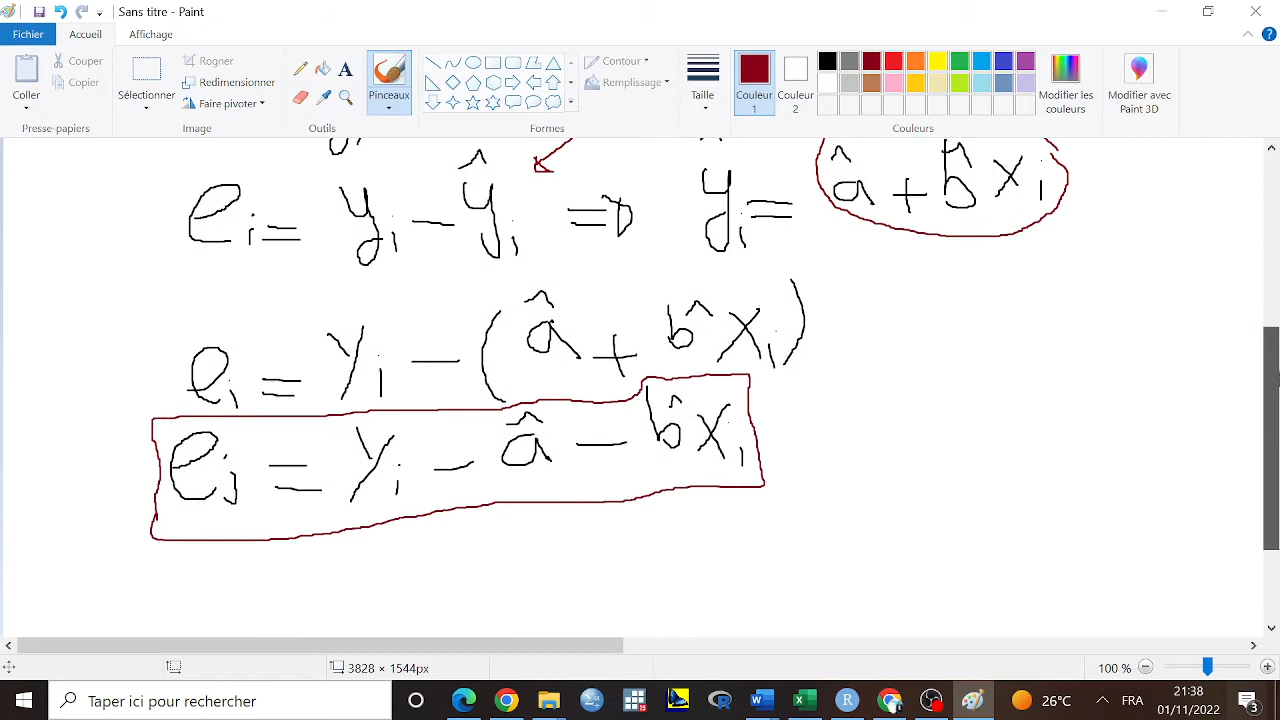 Sans titre - Paint
Fichier Accueil Affichage
Coller Couper Copier Presse-papiers
Sélectionner Rogner Redimensionner Faire pivoter Image
Pinceaux Outils
Contour Remplissage Formes
Taille
Couleur 1 Couleur 2 Modifier les couleurs Modifier avec Paint 3D Couleurs
eᵢ = yᵢ - ŷᵢ => ŷᵢ = â + b̂ xᵢ
eᵢ = yᵢ - (â + b̂ xᵢ)
eᵢ = yᵢ - â - b̂ xᵢ
3828 × 1544px 100 %
Taper ici pour rechercher 26°C FRA 21:38 01/11/2022 3